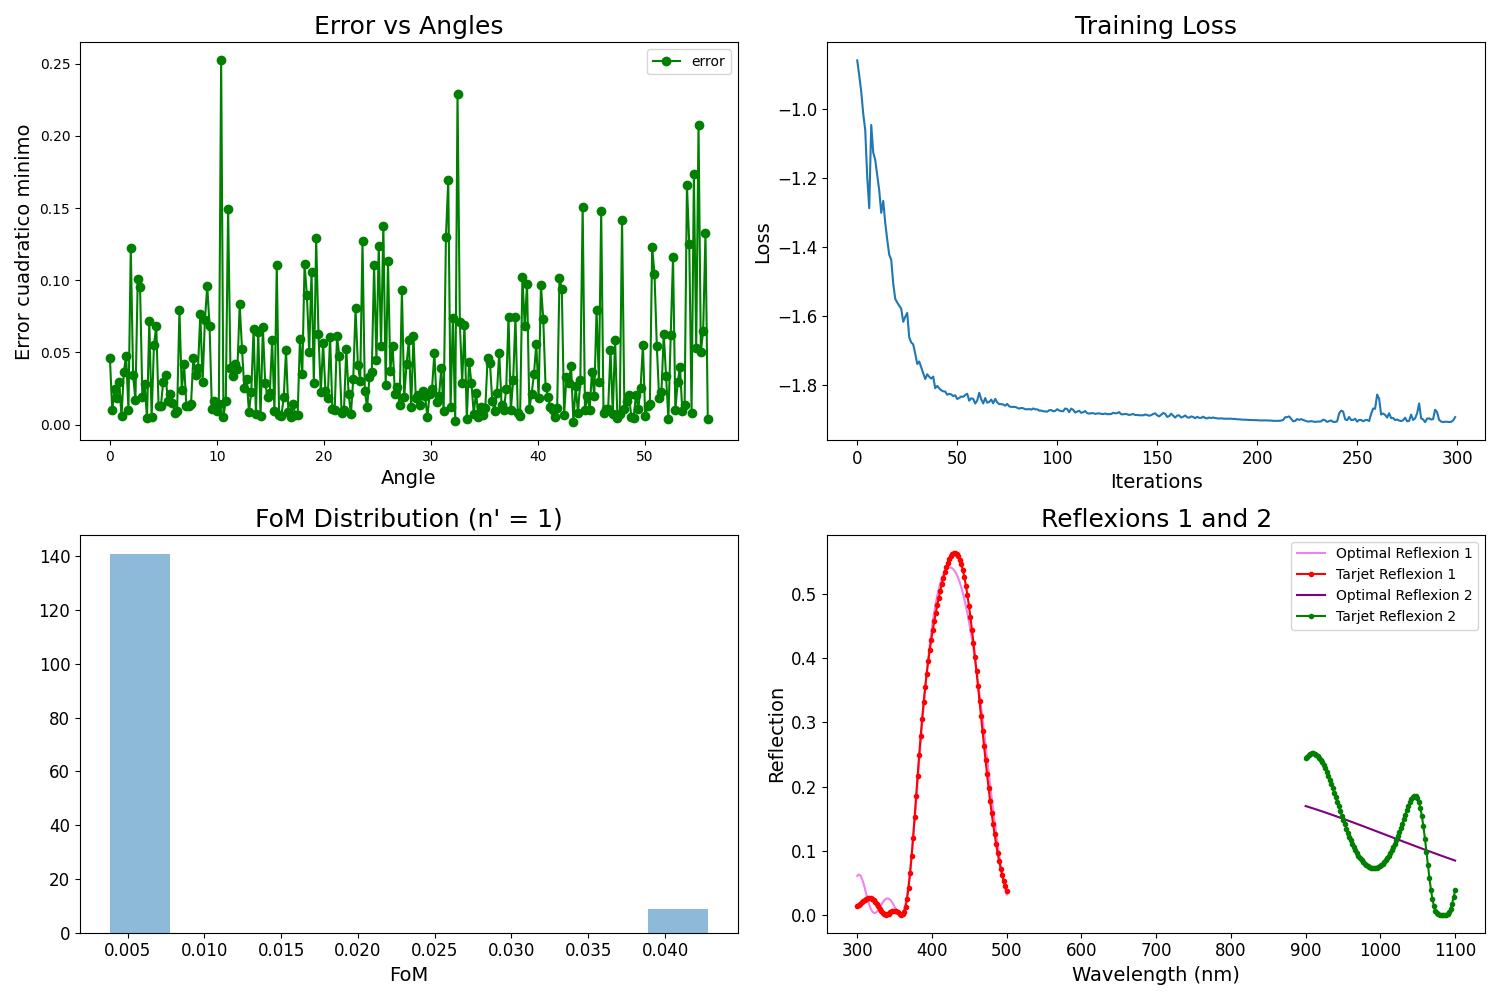 Error vs Angles
error
Error cuadratico minimo
0.25
0.20
0.15
0.10
0.05
0.00
0 10 20 30 40 50
Angle
Training Loss
Loss
−1.0
−1.2
−1.4
−1.6
−1.8
0 50 100 150 200 250 300
Iterations
FoM Distribution (n' = 1)
140
120
100
80
60
40
20
0
0.005 0.010 0.015 0.020 0.025 0.030 0.035 0.040
FoM
Reflexions 1 and 2
Optimal Reflexion 1
Tarjet Reflexion 1
Optimal Reflexion 2
Tarjet Reflexion 2
Reflection
0.5
0.4
0.3
0.2
0.1
0.0
300 400 500 600 700 800 900 1000 1100
Wavelength (nm)